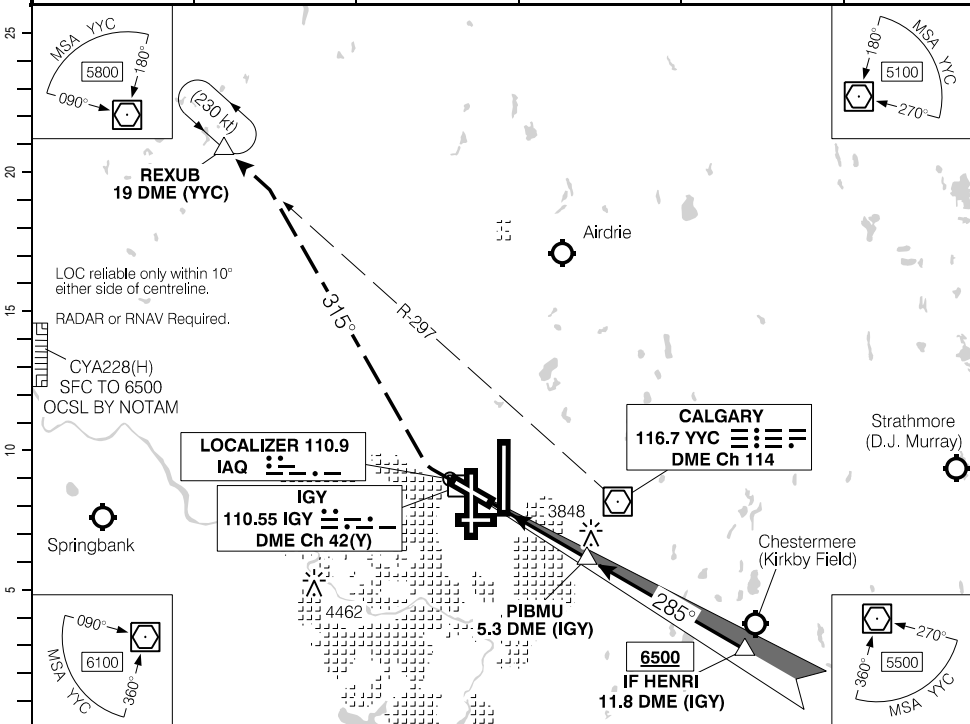 25
20
15
10
5
MSA YYC
5800
180°
090°
MSA YYC
180°
5100
270°
(230 kt)
REXUB
19 DME (YYC)
Airdrie
LOC reliable only within 10°
either side of centreline.
RADAR or RNAV Required.
315°
R-297
CYA228(H)
SFC TO 6500
OCSL BY NOTAM
CALGARY
116.7 YYC
DME Ch 114
Strathmore
(D.J. Murray)
LOCALIZER 110.9
IAQ
IGY
110.55 IGY
DME Ch 42(Y)
3848
Springbank
Chestermere
(Kirkby Field)
4462
PIBMU
5.3 DME (IGY)
285°
6500
IF HENRI
11.8 DME (IGY)
090°
6100
360°
MSA YYC
270°
5500
360°
MSA YYC